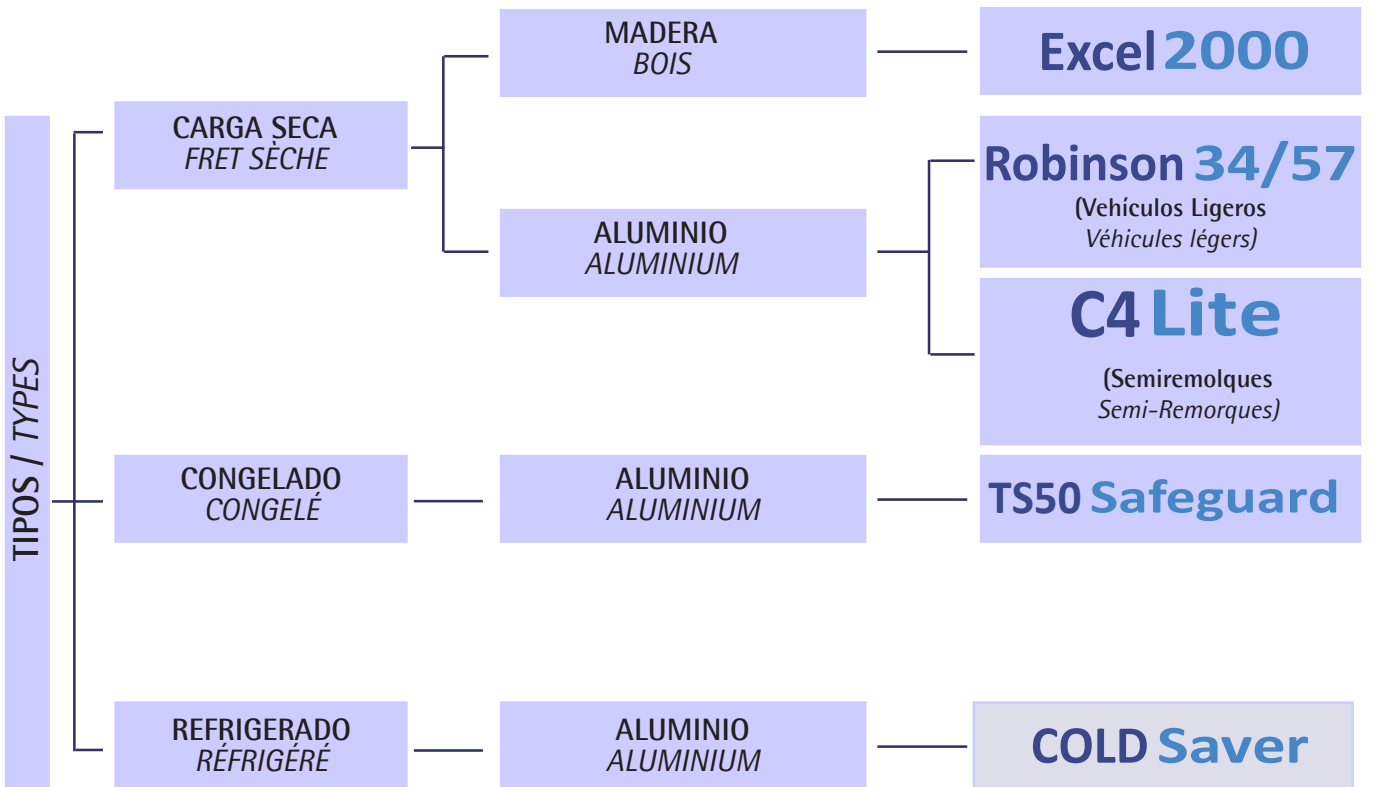 TIPOS / TYPES
CARGA SECA
FRET SÈCHE
MADERA
BOIS
Excel 2000
ALUMINIO
ALUMINIUM
Robinson 34/57
(Vehículos Ligeros
Véhicules légers)
C4 Lite
(Semiremolques
Semi-Remorques)
CONGELADO
CONGELÉ
ALUMINIO
ALUMINIUM
TS50 Safeguard
REFRIGERADO
RÉFRIGÉRÉ
ALUMINIO
ALUMINIUM
COLD Saver